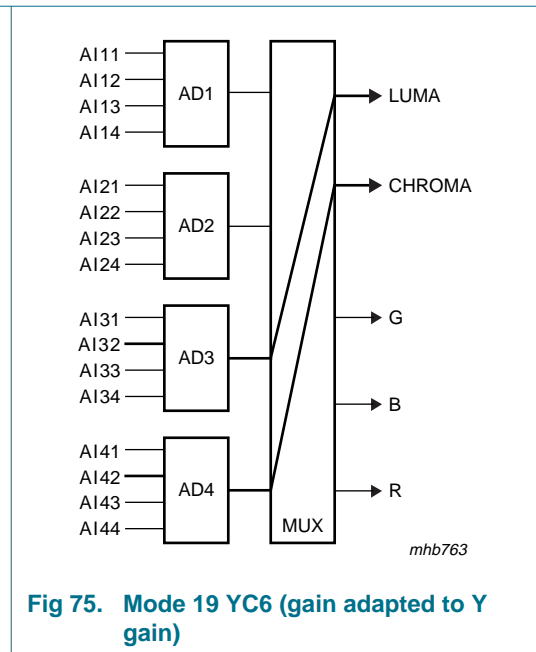 AI11
AI12
AI13
AI14
AD1
AI21
AI22
AI23
AI24
AD2
AI31
AI32
AI33
AI34
AD3
AI41
AI42
AI43
AI44
AD4
MUX
LUMA
CHROMA
G
B
R
mhb763
Fig 75. Mode 19 YC6 (gain adapted to Y
gain)